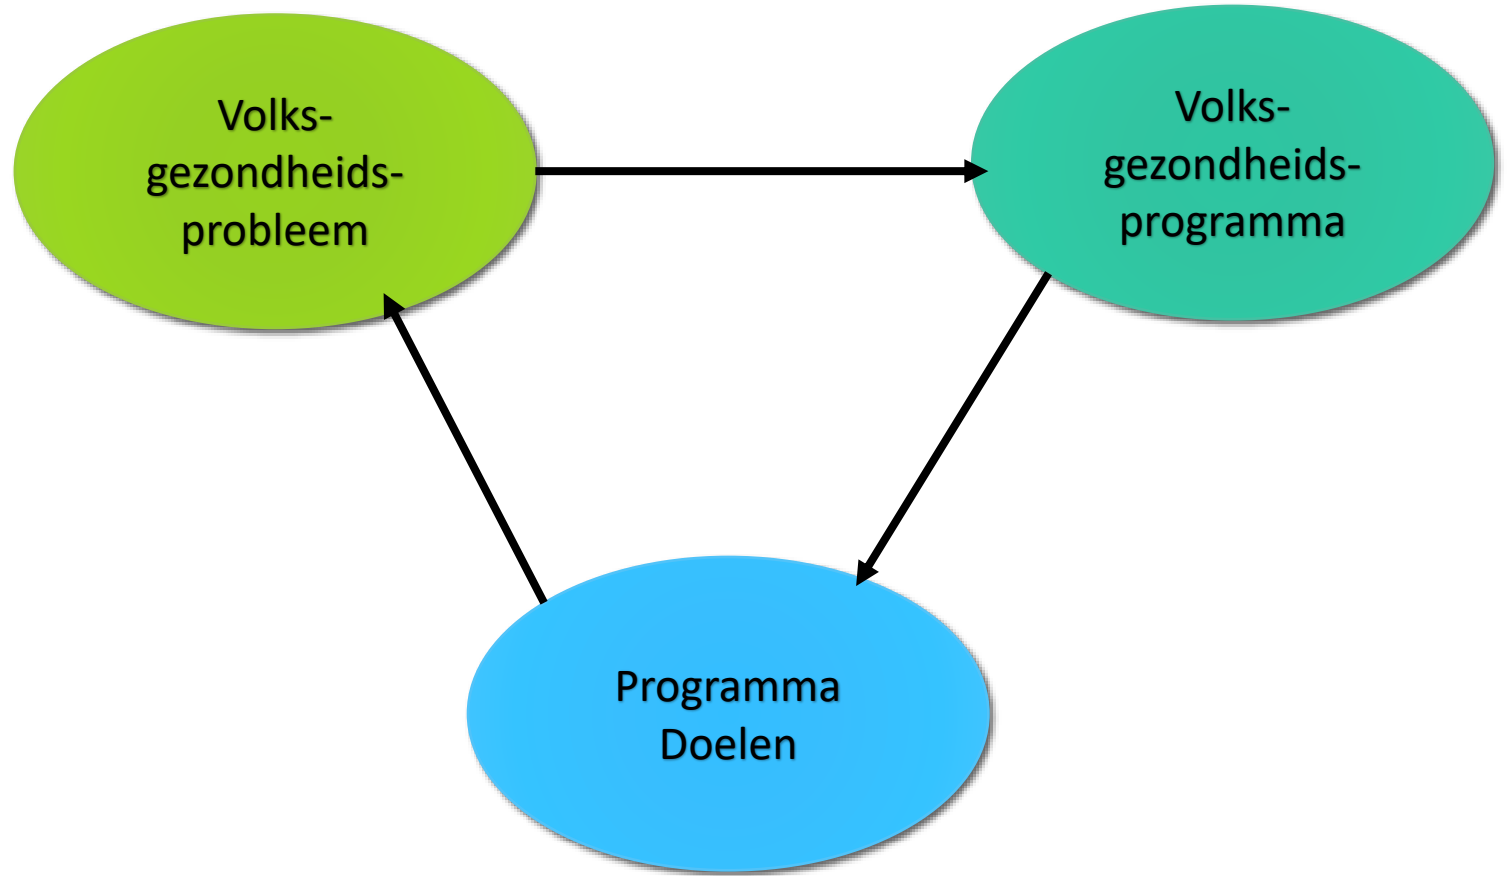 Volks-
gezondheids-
probleem
Volks-
gezondheids-
programma
Programma
Doelen